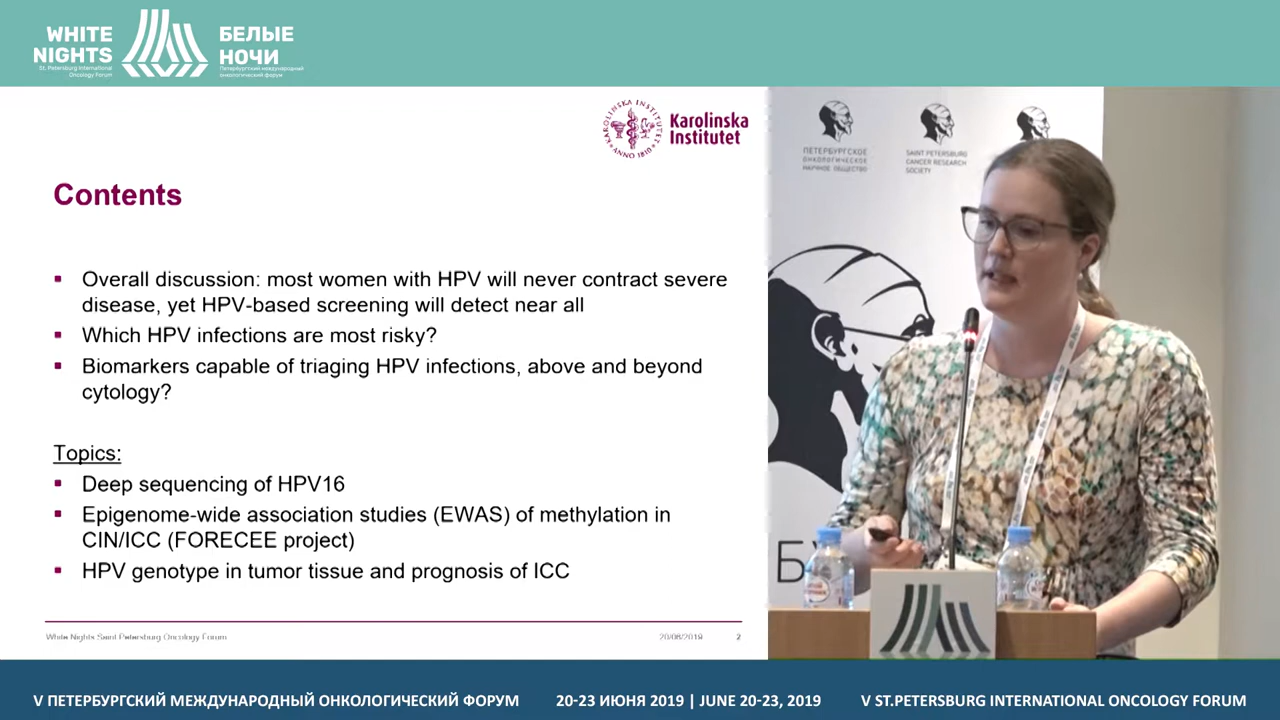 WHITE
NIGHTS
St. Petersburg International
Oncology Forum
БЕЛЫЕ
НОЧИ
Петербургский международный
онкологический форум
KAROLINSKA INSTITUTET
ANNO 1810
Karolinska
Institutet
Contents
▪ Overall discussion: most women with HPV will never contract severe
disease, yet HPV-based screening will detect near all
▪ Which HPV infections are most risky?
▪ Biomarkers capable of triaging HPV infections, above and beyond
cytology?
Topics:
▪ Deep sequencing of HPV16
▪ Epigenome-wide association studies (EWAS) of methylation in
CIN/ICC (FORECEE project)
▪ HPV genotype in tumor tissue and prognosis of ICC
White Nights Saint Petersburg Oncology Forum
20/06/2019
2
ПЕТЕРБУРГСКОЕ
ОНКОЛОГИЧЕСКОЕ
НАУЧНОЕ ОБЩЕСТВО
SAINT PETERSBURG
CANCER RESEARCH
SOCIETY
V ПЕТЕРБУРГСКИЙ МЕЖДУНАРОДНЫЙ ОНКОЛОГИЧЕСКИЙ ФОРУМ
20-23 ИЮНЯ 2019 | JUNE 20-23, 2019
V ST.PETERSBURG INTERNATIONAL ONCOLOGY FORUM